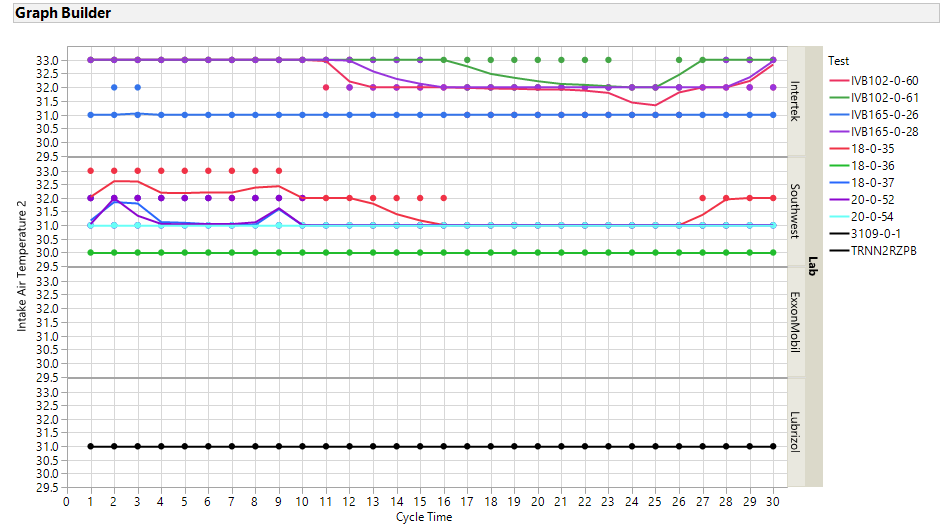 Graph Builder
Test
IVB102-0-60
IVB102-0-61
IVB165-0-26
IVB165-0-28
18-0-35
18-0-36
18-0-37
20-0-52
20-0-54
3109-0-1
TRNN2RZPB
Intake Air Temperature 2
33.0
32.5
32.0
31.5
31.0
30.5
30.0
29.5
33.0
32.5
32.0
31.5
31.0
30.5
30.0
29.5
33.0
32.5
32.0
31.5
31.0
30.5
30.0
29.5
33.0
32.5
32.0
31.5
31.0
30.5
30.0
29.5
Intertek
Southwest
ExxonMobil
Lubrizol
Lab
0 1 2 3 4 5 6 7 8 9 10 11 12 13 14 15 16 17 18 19 20 21 22 23 24 25 26 27 28 29 30
Cycle Time